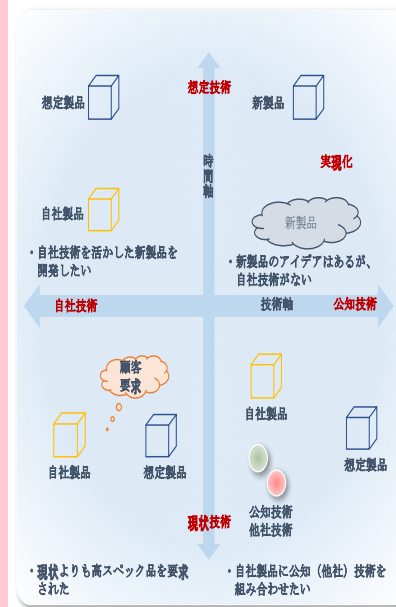 想定技術
想定製品
新製品
時間軸
実現化
自社製品
新製品
・自社技術を活かした新製品を
開発したい
・新製品のアイデアはあるが、
自社技術がない
自社技術
技術軸
公知技術
顧客
要求
自社製品
自社製品
想定製品
想定製品
公知技術
他社技術
現状技術
・現状よりも高スペック品を要求
された
・自社製品に公知（他社）技術を
組み合わせたい